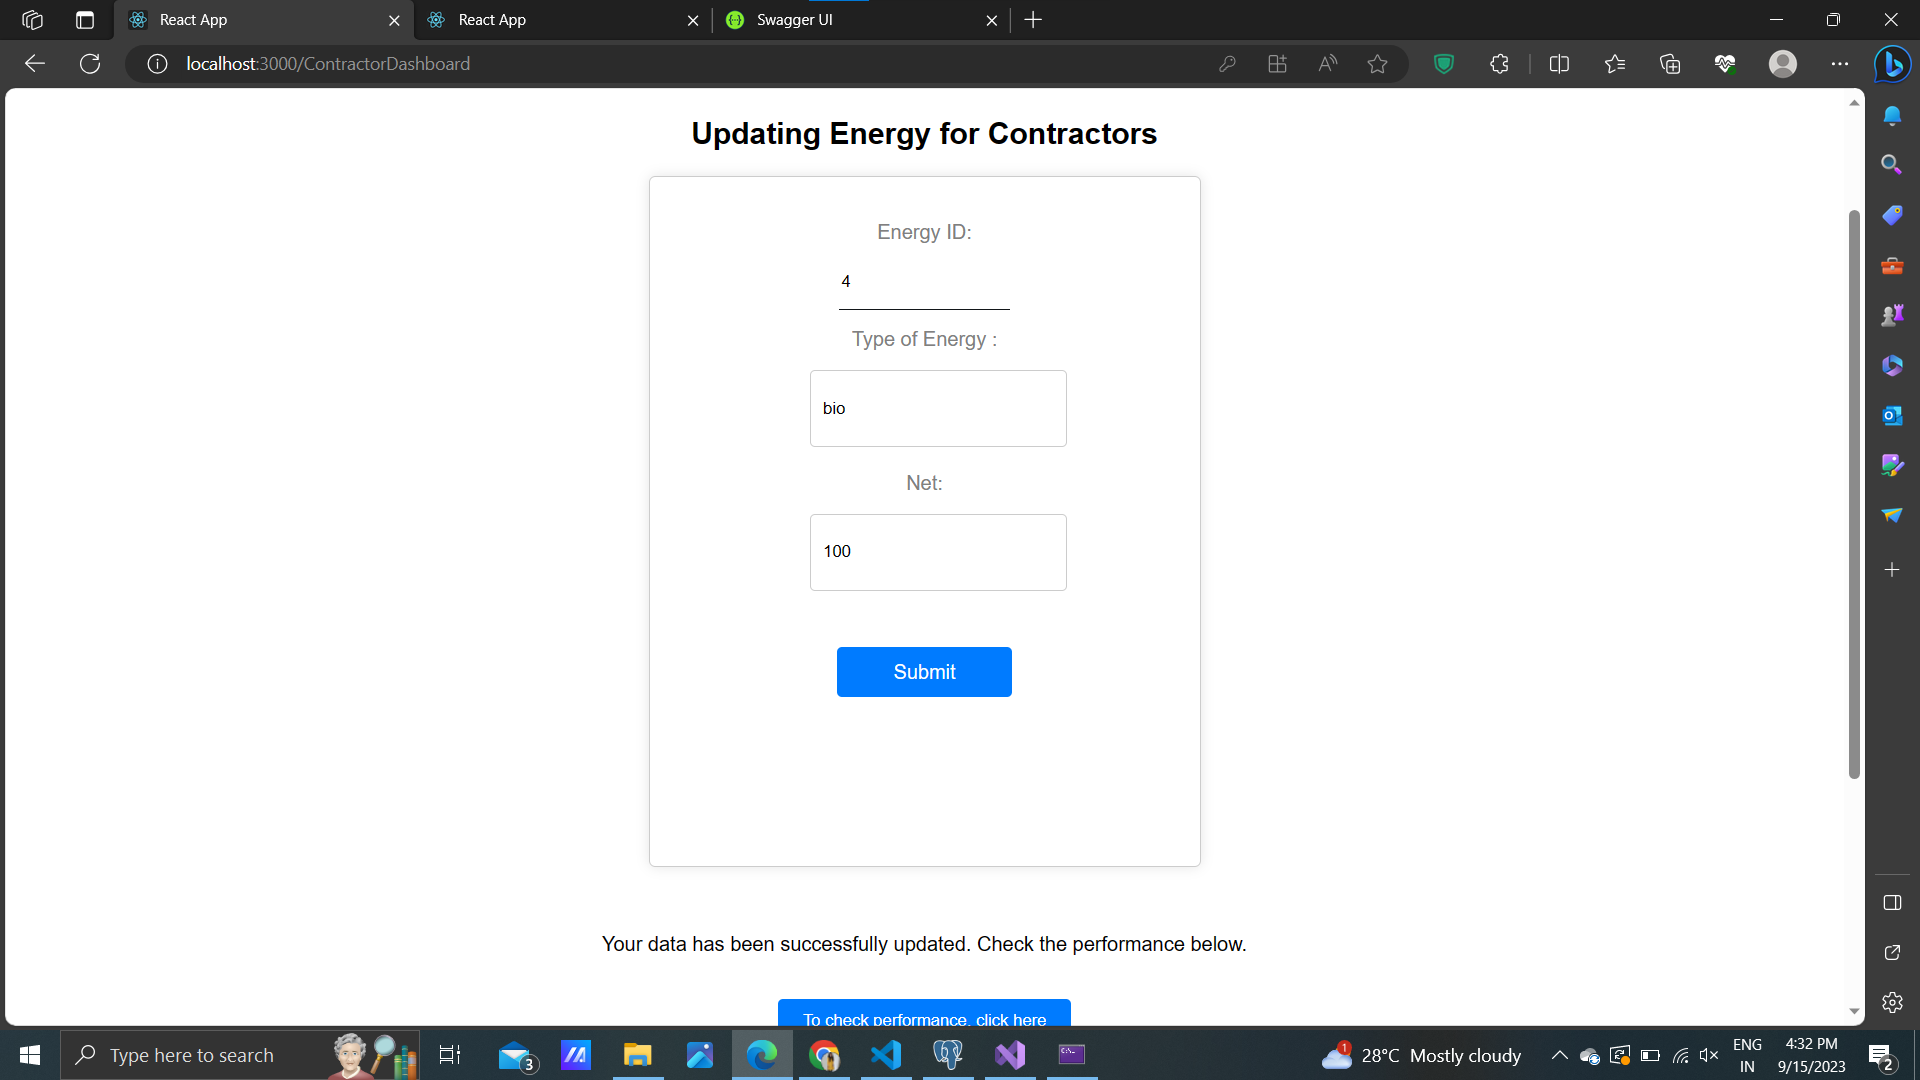 React App
React App
Swagger UI
localhost:3000/ContractorDashboard
Updating Energy for Contractors
Energy ID:
4
Type of Energy :
bio
Net:
100
Submit
Your data has been successfully updated. Check the performance below.
To check performance, click here
Type here to search
3
1
28°C Mostly cloudy
ENG
IN
4:32 PM
9/15/2023
2